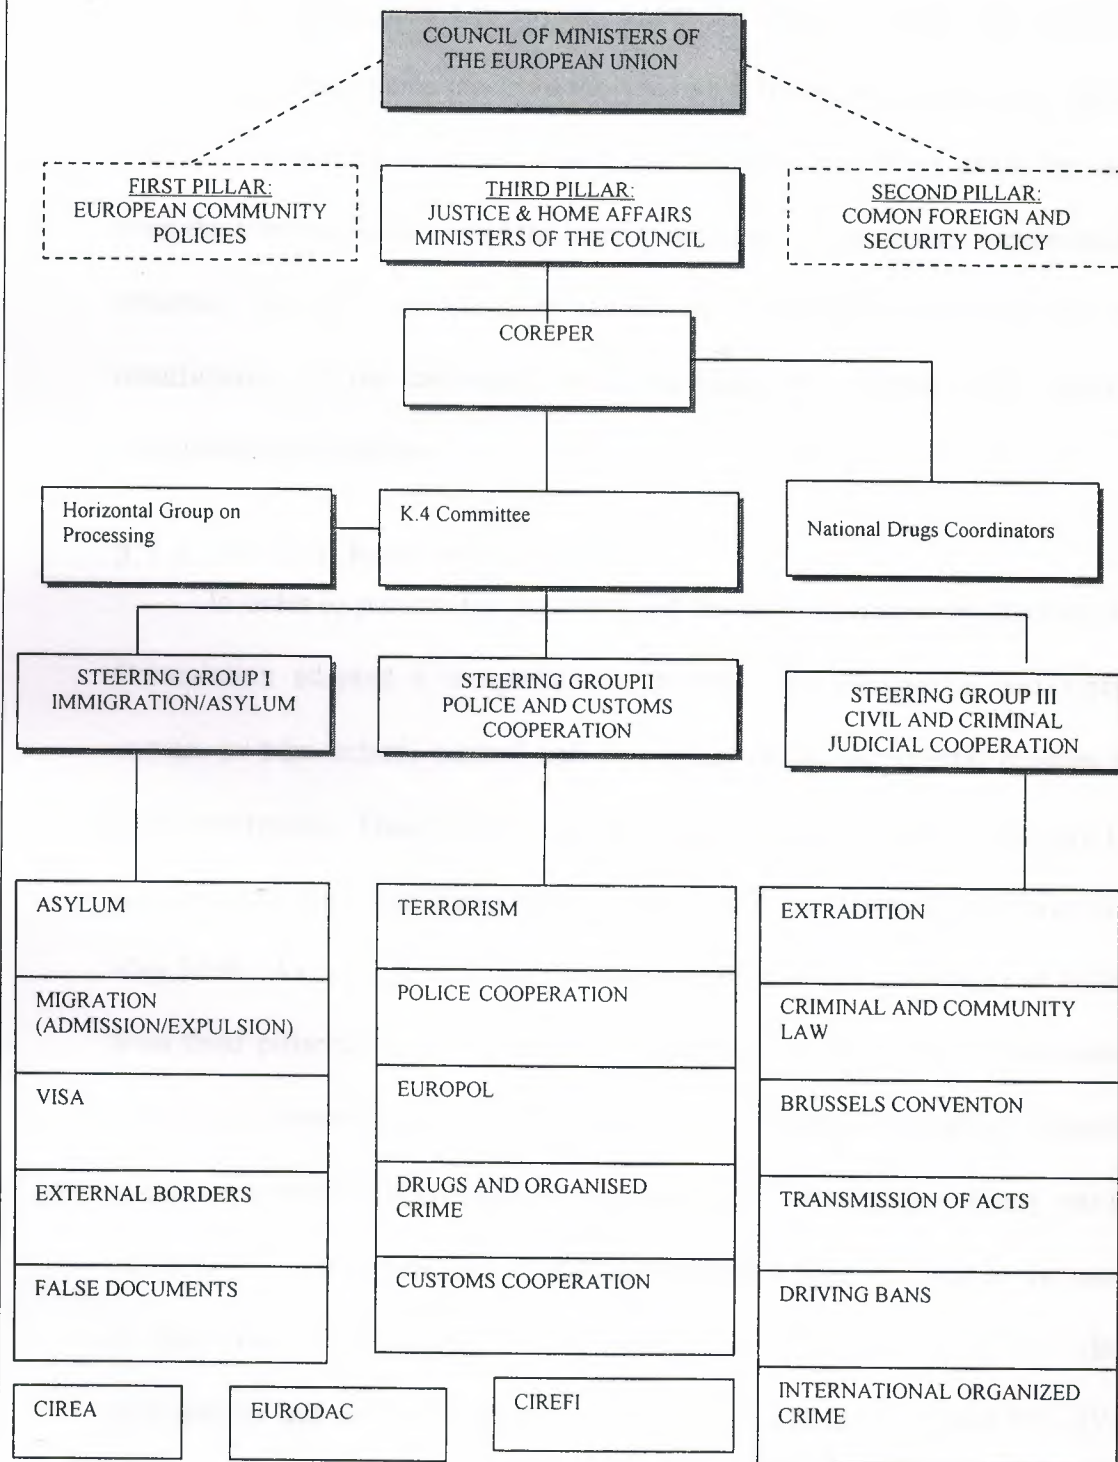 COUNCIL OF MINISTERS OF
THE EUROPEAN UNION
FIRST PILLAR:
EUROPEAN COMMUNITY
POLICIES
THIRD PILLAR:
JUSTICE & HOME AFFAIRS
MINISTERS OF THE COUNCIL
SECOND PILLAR:
COMON FOREIGN AND
SECURITY POLICY
COREPER
Horizontal Group on
Processing
K.4 Committee
National Drugs Coordinators
STEERING GROUP I
IMMIGRATION/ASYLUM
STEERING GROUPII
POLICE AND CUSTOMS
COOPERATION
STEERING GROUP III
CIVIL AND CRIMINAL
JUDICIAL COOPERATION
ASYLUM
MIGRATION
(ADMISSION/EXPULSION)
VISA
EXTERNAL BORDERS
FALSE DOCUMENTS
TERRORISM
POLICE COOPERATION
EUROPOL
DRUGS AND ORGANISED
CRIME
CUSTOMS COOPERATION
EXTRADITION
CRIMINAL AND COMMUNITY
LAW
BRUSSELS CONVENTON
TRANSMISSION OF ACTS
DRIVING BANS
INTERNATIONAL ORGANIZED
CRIME
CIREA
EURODAC
CIREFI